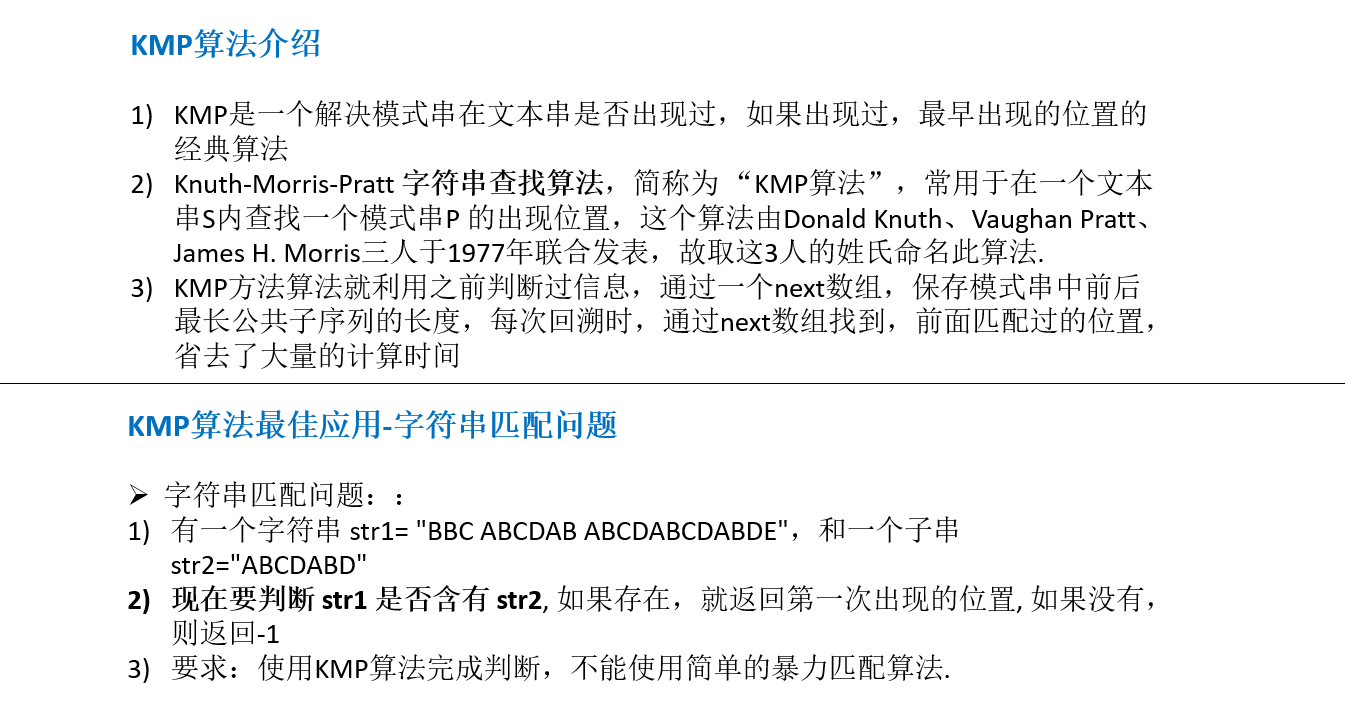 KMP算法介绍
1) KMP是一个解决模式串在文本串是否出现过，如果出现过，最早出现的位置的
经典算法
2) Knuth-Morris-Pratt 字符串查找算法，简称为 “KMP算法”，常用于在一个文本
串S内查找一个模式串P 的出现位置，这个算法由Donald Knuth、Vaughan Pratt、
James H. Morris三人于1977年联合发表，故取这3人的姓氏命名此算法.
3) KMP方法算法就利用之前判断过信息，通过一个next数组，保存模式串中前后
最长公共子序列的长度，每次回溯时，通过next数组找到，前面匹配过的位置，
省去了大量的计算时间
KMP算法最佳应用-字符串匹配问题
➢ 字符串匹配问题：：
1) 有一个字符串 str1= "BBC ABCDAB ABCDABCDABDE"，和一个子串
str2="ABCDABD"
2) 现在要判断 str1 是否含有 str2, 如果存在，就返回第一次出现的位置, 如果没有，
则返回-1
3) 要求：使用KMP算法完成判断，不能使用简单的暴力匹配算法.